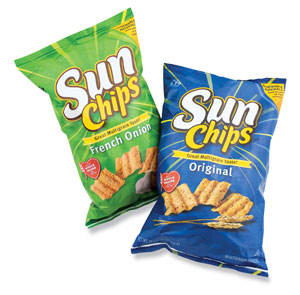 Sun
Chips
Great Multigrain Taste!
French Onion
Sun
Chips
Great Multigrain Taste!
Original